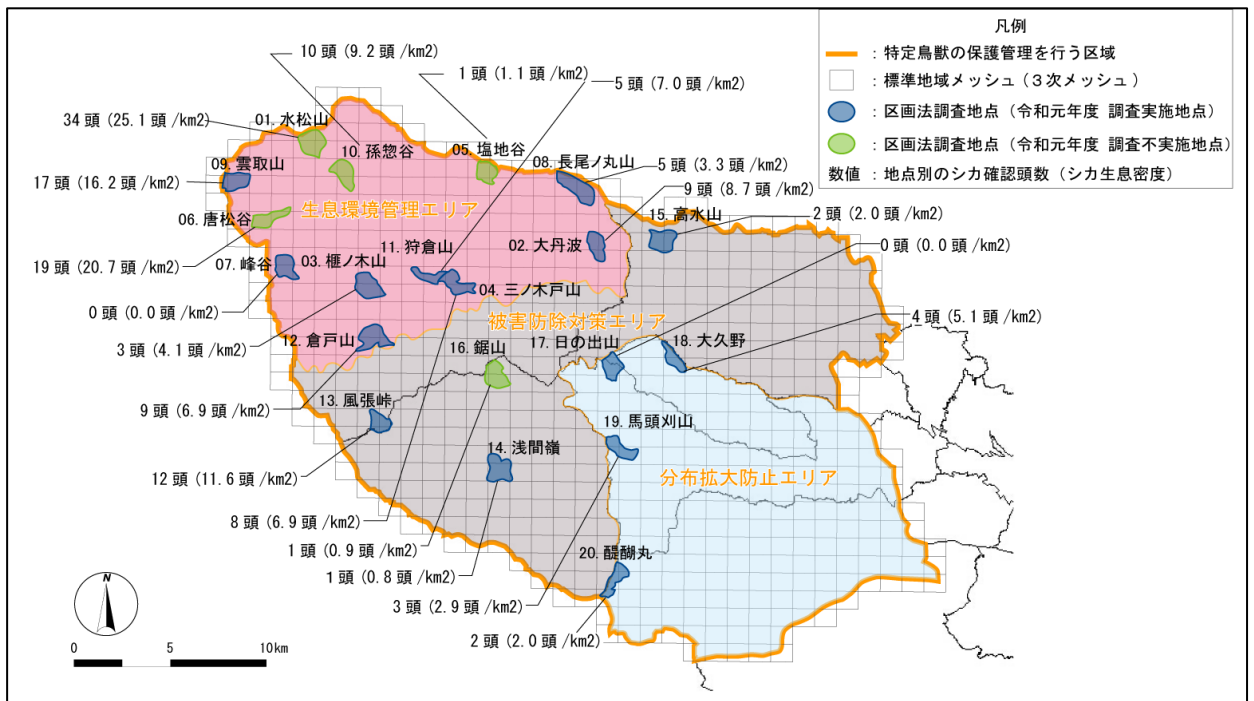 凡例
：特定鳥獣の保護管理を行う区域
：標準地域メッシュ（３次メッシュ）
：区画法調査地点（令和元年度 調査実施地点）
：区画法調査地点（令和元年度 調査不実施地点）
数値：地点別のシカ確認頭数（シカ生息密度）
10 頭（9.2 頭 /km2）
1 頭（1.1 頭 /km2）
5 頭（7.0 頭 /km2）
34 頭（25.1 頭 /km2）
01. 水松山
10. 孫惣谷
05. 塩地谷
08. 長尾ノ丸山
5 頭（3.3 頭 /km2）
09. 雲取山
17 頭（16.2 頭 /km2）
9 頭（8.7 頭 /km2）
生息環境管理エリア
15. 高水山
2 頭（2.0 頭 /km2）
06. 唐松谷
11. 狩倉山
02. 大丹波
0 頭（0.0 頭 /km2）
19 頭（20.7 頭 /km2）
07. 峰谷
03. 榧ノ木山
04. 三ノ木戸山
0 頭（0.0 頭 /km2）
被害防除対策エリア
4 頭（5.1 頭 /km2）
12. 倉戸山
17. 日の出山
18. 大久野
3 頭（4.1 頭 /km2）
16. 鋸山
9 頭（6.9 頭 /km2）
13. 風張峠
19. 馬頭刈山
14. 浅間嶺
12 頭（11.6 頭 /km2）
分布拡大防止エリア
8 頭（6.9 頭 /km2）
1 頭（0.9 頭 /km2）
20. 醍醐丸
1 頭（0.8 頭 /km2）
3 頭（2.9 頭 /km2）
2 頭（2.0 頭 /km2）
0 5 10km